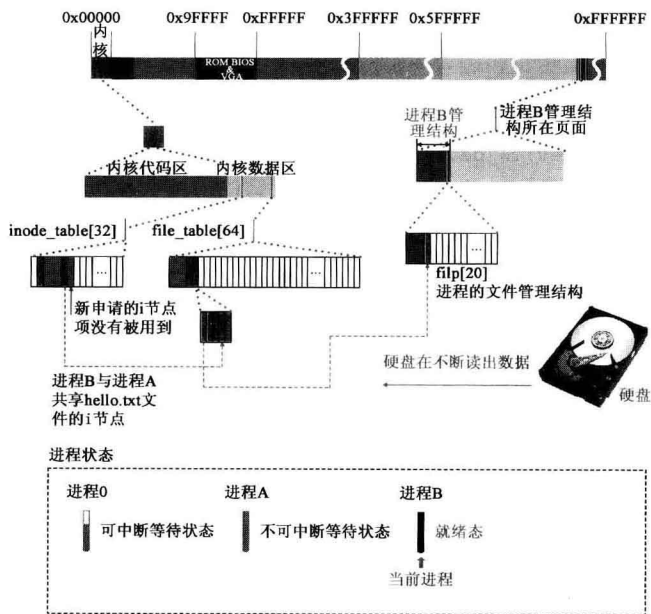 0x00000 0x9FFFF 0xFFFFF 0x3FFFFF 0x5FFFFF 0xFFFFFF
内
核
ROM BIOS
&
VGA
进程B管
理结构
进程B管理结
构所在页面
内核代码区 内核数据区
inode_table[32] file_table[64]
... ... ...
filp[20]
进程的文件管理结构
新申请的i节点
项没有被用到
硬盘在不断读出数据
硬盘
进程B与进程A
共享hello.txt文
件的i节点
进程状态
进程0 进程A 进程B
可中断等待状态 不可中断等待状态 就绪态
当前进程